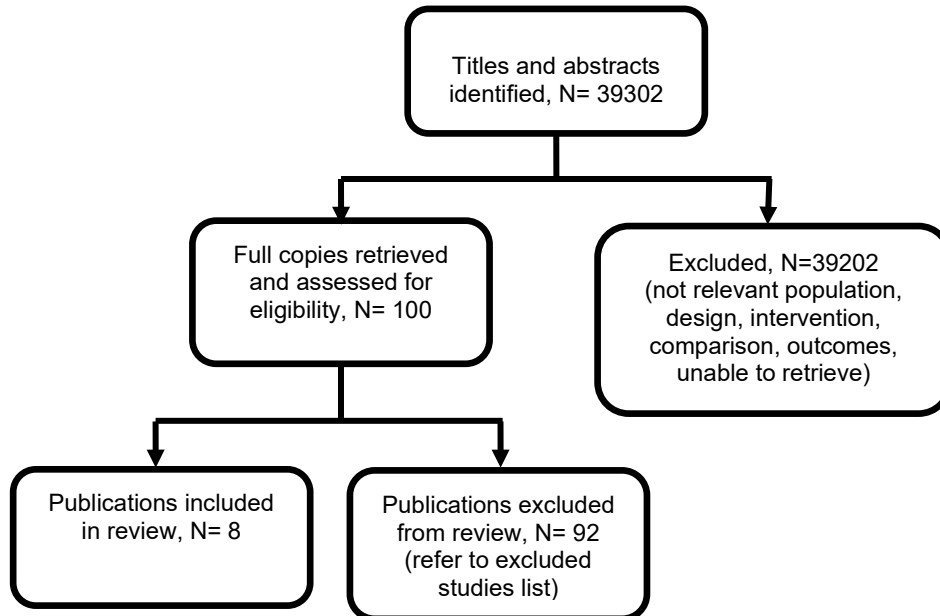 Titles and abstracts
identified, N= 39302
Full copies retrieved
and assessed for
eligibility, N= 100
Excluded, N=39202
(not relevant population,
design, intervention,
comparison, outcomes,
unable to retrieve)
Publications included
in review, N= 8
Publications excluded
from review, N= 92
(refer to excluded
studies list)